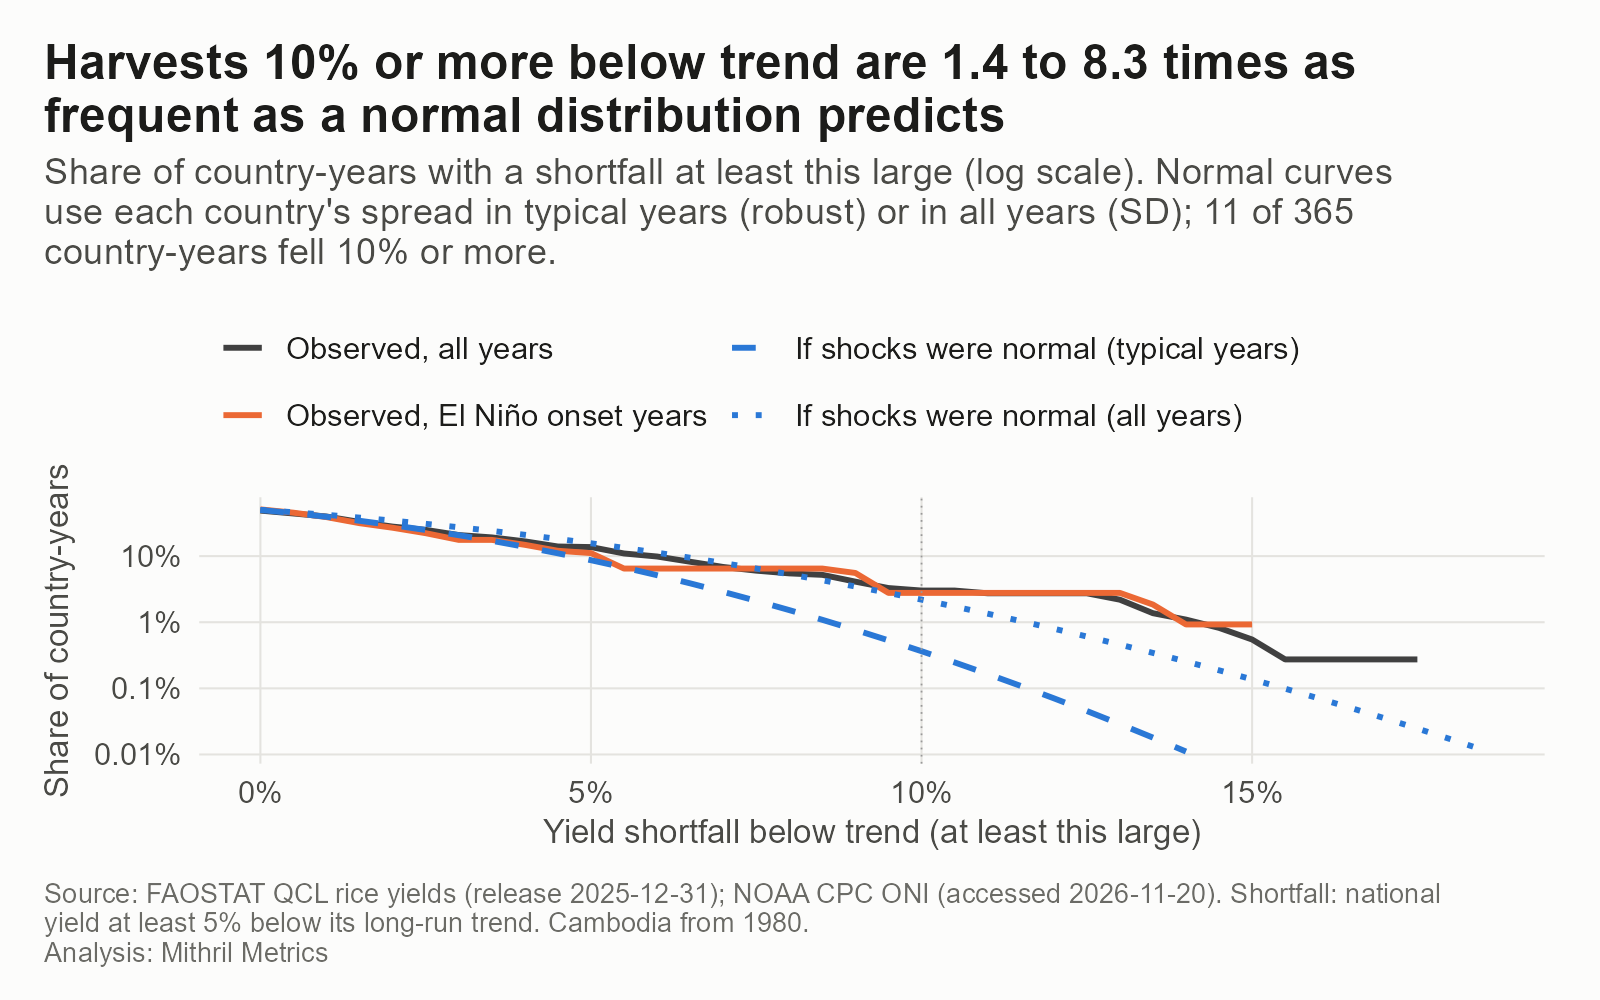 Harvests 10% or more below trend are 1.4 to 8.3 times as
frequent as a normal distribution predicts
Share of country-years with a shortfall at least this large (log scale). Normal curves
use each country's spread in typical years (robust) or in all years (SD); 11 of 365
country-years fell 10% or more.
Observed, all years
If shocks were normal (typical years)
Observed, El Niño onset years
If shocks were normal (all years)
Share of country-years
10%
1%
0.1%
0.01%
0%
5%
10%
15%
Yield shortfall below trend (at least this large)
Source: FAOSTAT QCL rice yields (release 2025-12-31); NOAA CPC ONI (accessed 2026-11-20). Shortfall: national
yield at least 5% below its long-run trend. Cambodia from 1980.
Analysis: Mithril Metrics